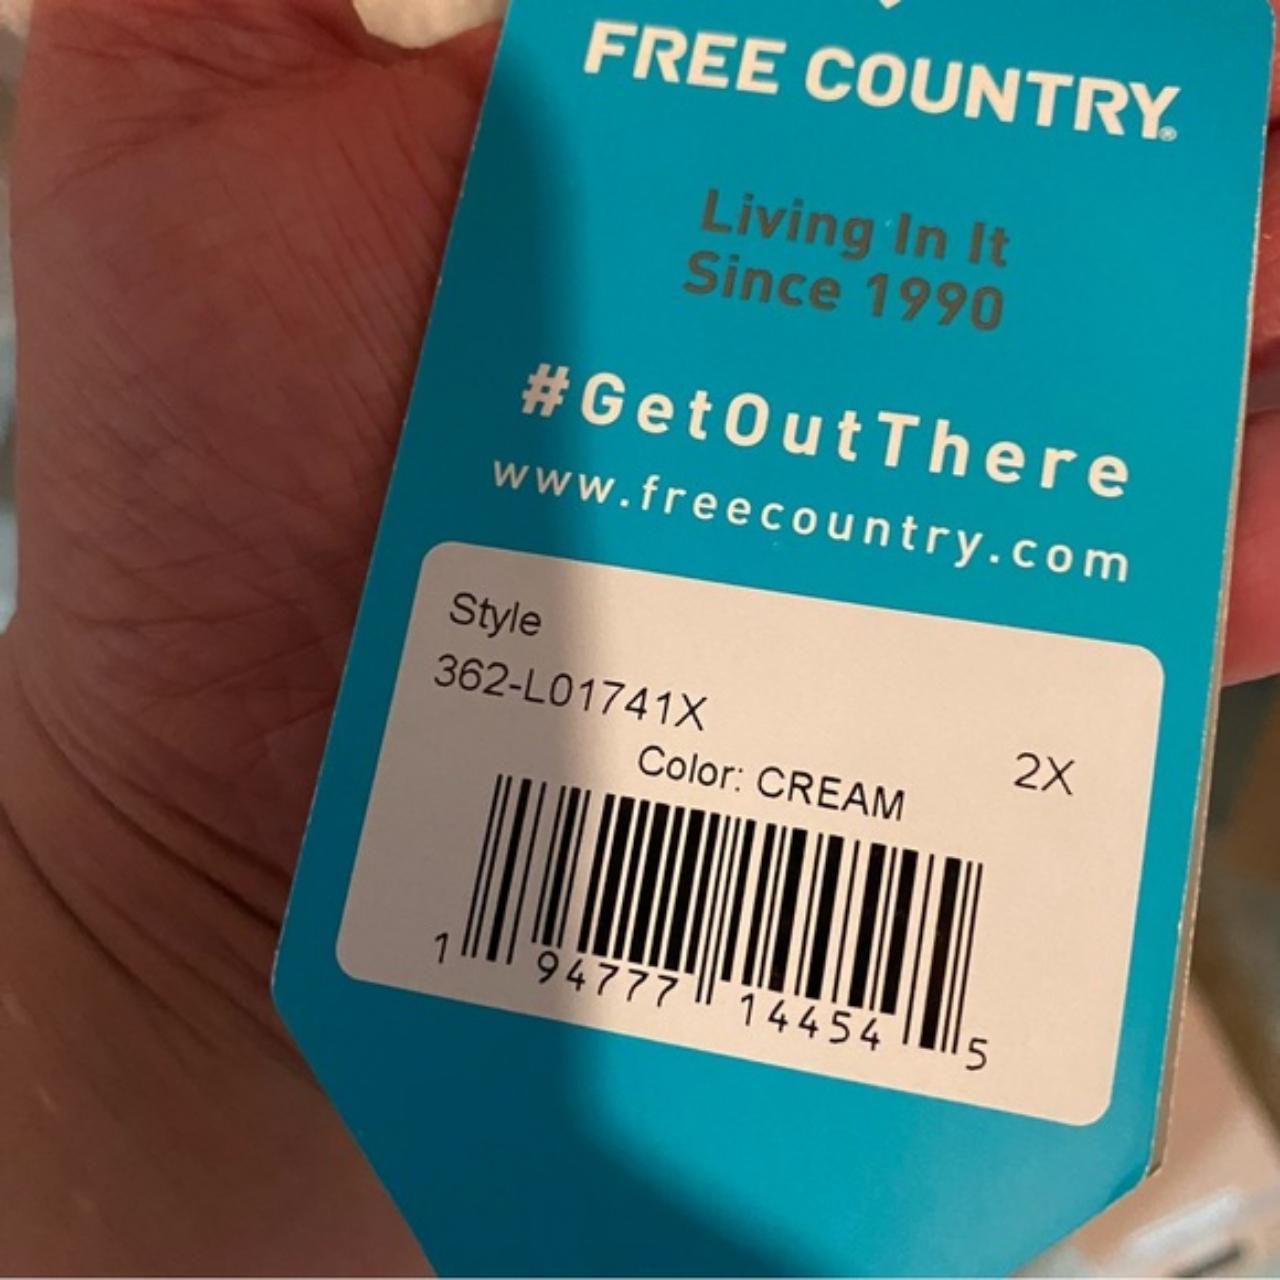 FREE COUNTRY®
Living In It
Since 1990
#GetOutThere
www.freecountry.com
Style
362-L01741X
2X
Color: CREAM
1 94777 14454 5